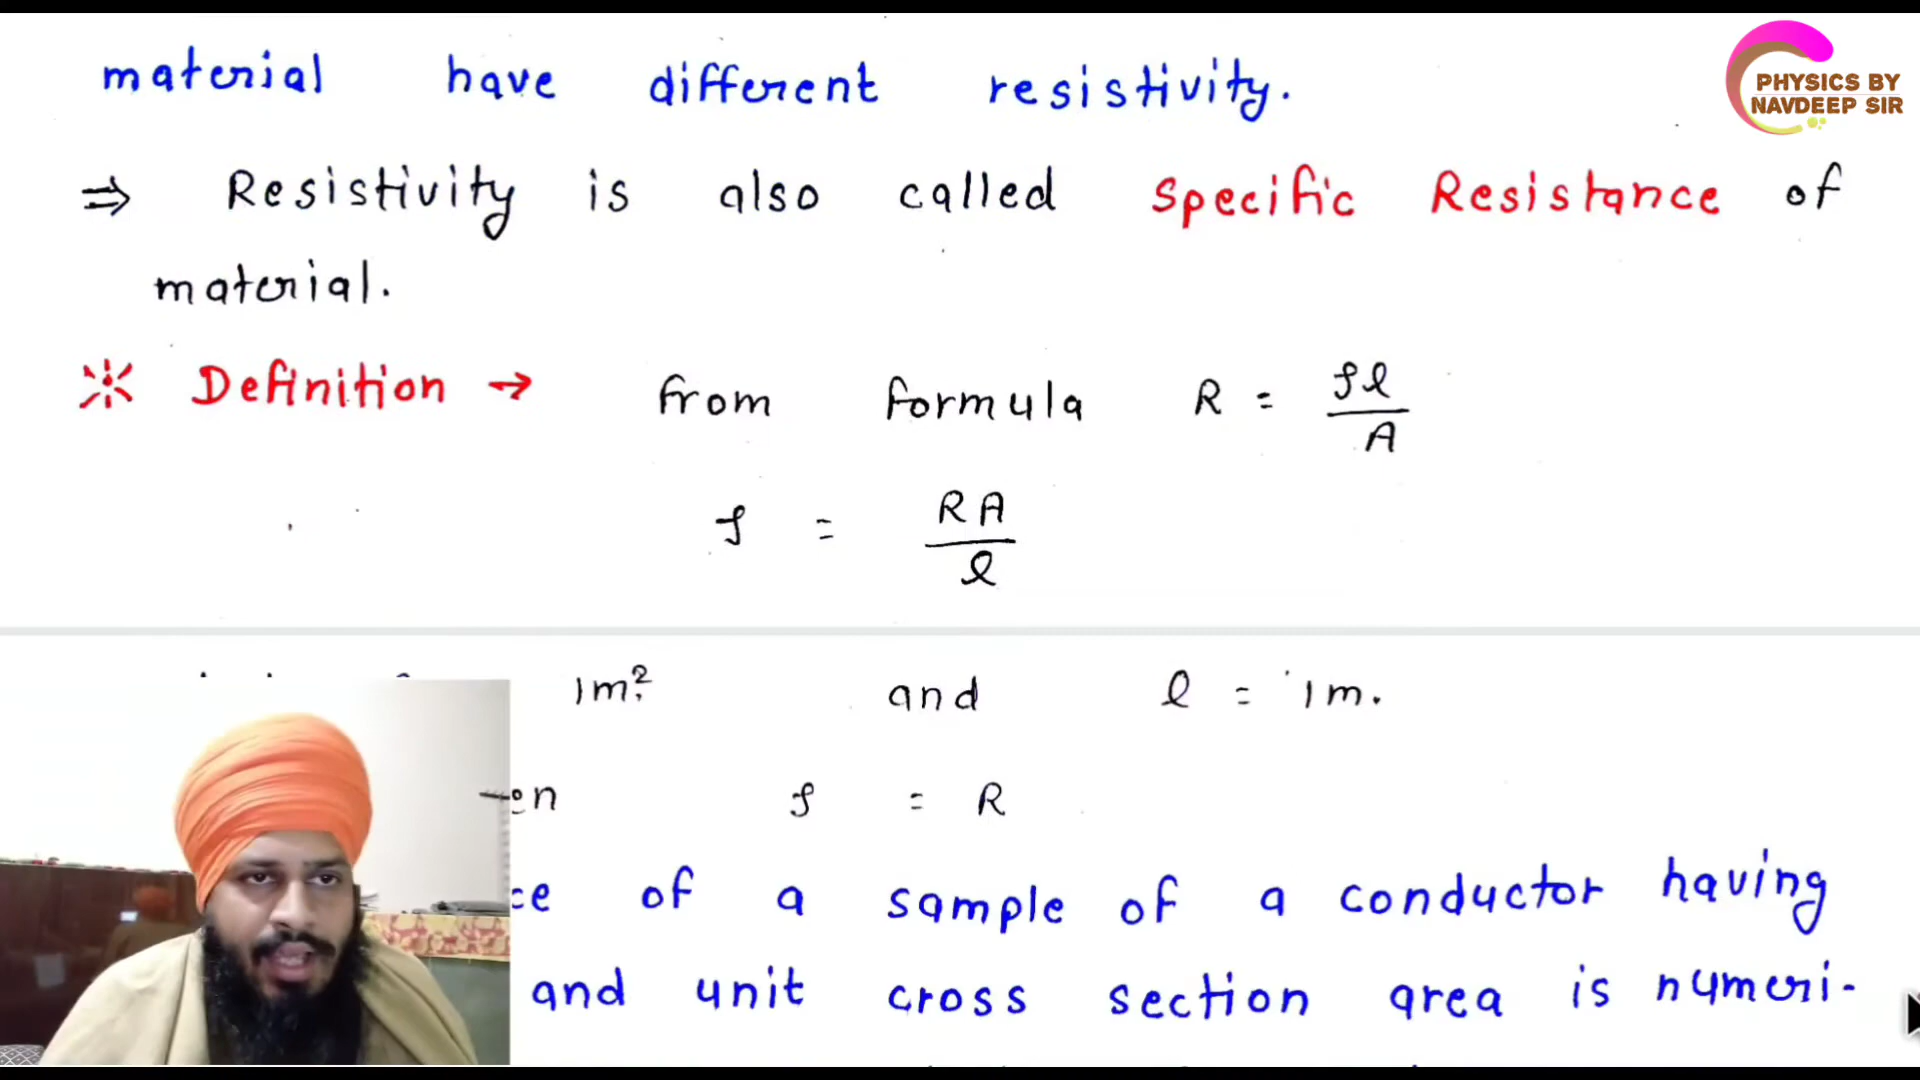 material have different resistivity.
PHYSICS BY
NAVDEEP SIR
⇒ Resistivity is also called Specific Resistance of
material.
※ Definition → from formula R = ρl/A
ρ = RA/l
1m² and l = 1m.
ρ = R
of a sample of a conductor having
and unit cross section area is numeri-